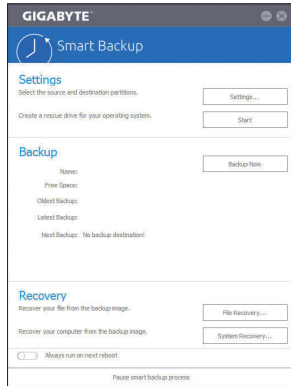 GIGABYTE™
Smart Backup
Settings
Select the source and destination partitions.
Settings...
Create a rescue drive for your operating system.
Start
Backup
Backup Now
Name:
Free Space:
Oldest Backup:
Latest Backup:
Next Backup: No backup destination!
Recovery
Recover your file from the backup image.
File Recovery...
Recover your computer from the backup image.
System Recovery...
Always run on next reboot
Pause smart backup process